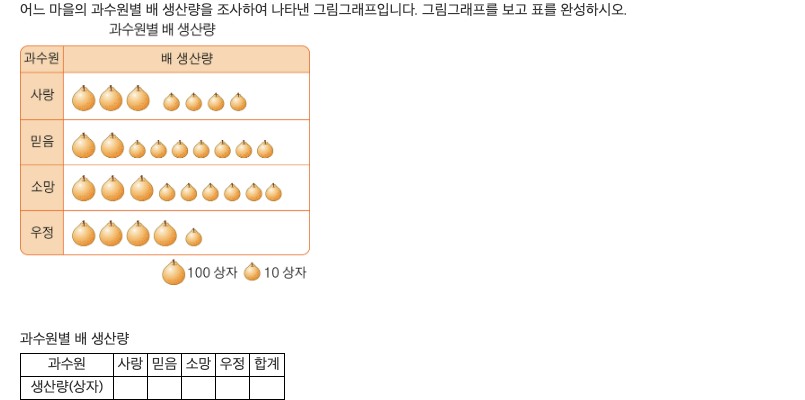 어느 마을의 과수원별 배 생산량을 조사하여 나타낸 그림그래프입니다. 그림그래프를 보고 표를 완성하시오.
과수원별 배 생산량
과수원 배 생산량
사랑
믿음
소망
우정
100 상자 10 상자
과수원별 배 생산량
과수원 사랑 믿음 소망 우정 합계
생산량(상자)